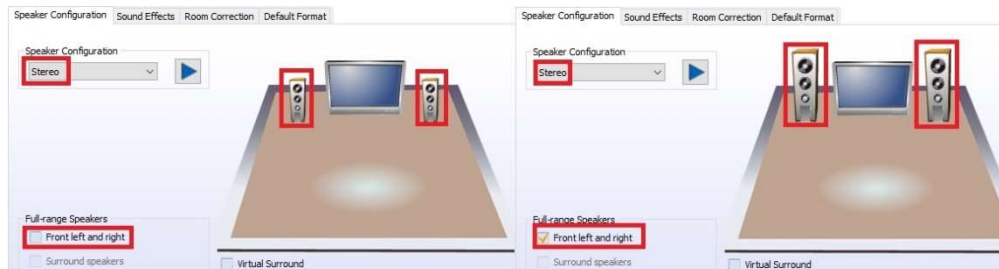 Speaker Configuration Sound Effects Room Correction Default Format
Speaker Configuration
Stereo
Full-range Speakers
Front left and right
Surround speakers
Virtual Surround
Speaker Configuration Sound Effects Room Correction Default Format
Speaker Configuration
Stereo
Full-range Speakers
Front left and right
Surround speakers
Virtual Surround